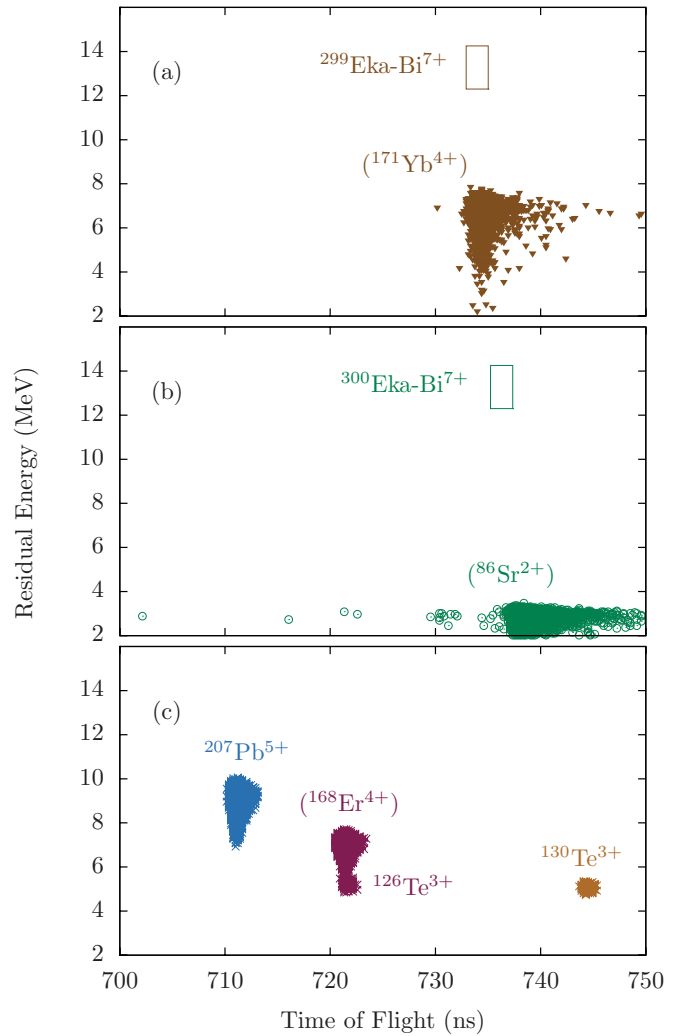 14
12
10
8
6
4
2
(a)
²⁹⁹Eka-Bi⁷⁺
(¹⁷¹Yb⁴⁺)
14
12
10
8
6
4
2
(b)
³⁰⁰Eka-Bi⁷⁺
(⁸⁶Sr²⁺)
Residual Energy (MeV)
14
12
10
8
6
4
2
(c)
²⁰⁷Pb⁵⁺
(¹⁶⁸Er⁴⁺)
¹²⁶Te³⁺
¹³⁰Te³⁺
700 710 720 730 740 750
Time of Flight (ns)